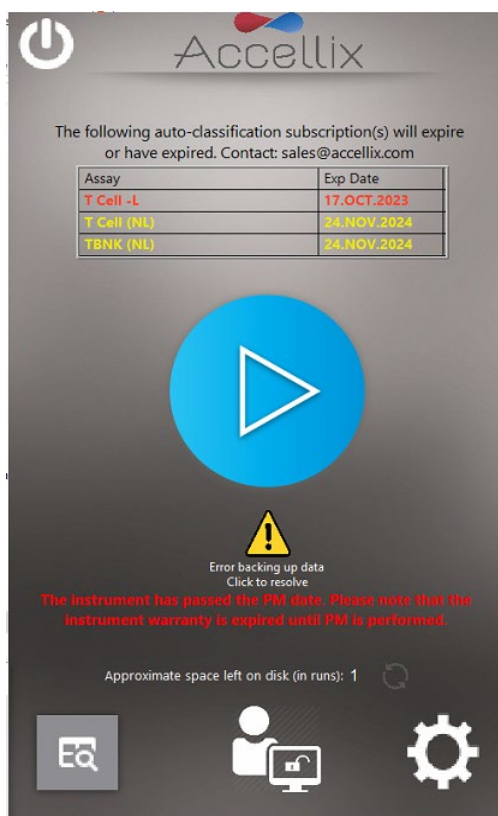 Accellix
The following auto-classification subscription(s) will expire
or have expired. Contact: sales@accellix.com
Assay Exp Date
T Cell -L 17.OCT.2023
T Cell (NL) 24.NOV.2024
TBNK (NL) 24.NOV.2024
Error backing up data
Click to resolve
The instrument has passed the PM date. Please note that the
instrument warranty is expired until PM is performed.
Approximate space left on disk (in runs): 1